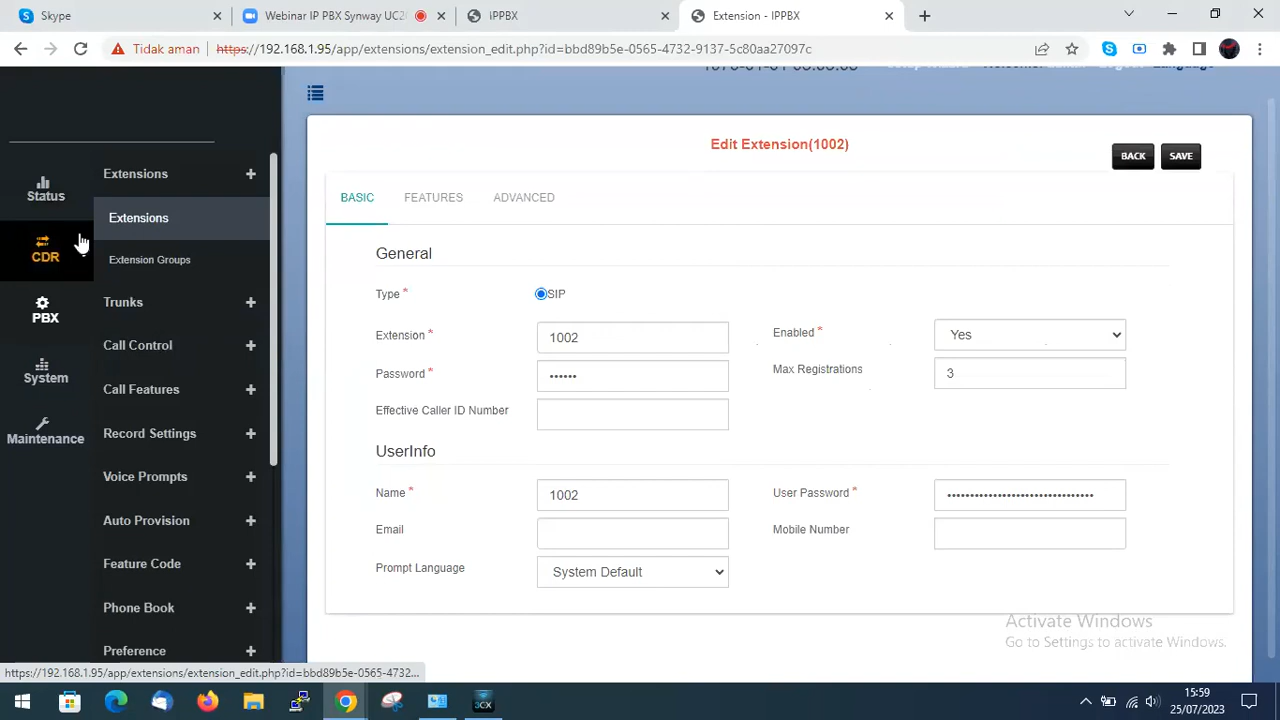 Skype
Webinar IP PBX Synway UC20
iPPBX
Extension - IPPBX
Tidak aman
https://192.168.1.95/app/extensions/extension_edit.php?id=bbd89b5e-0565-4732-9137-5c80aa27097c
Language
Edit Extension(1002)
BACK
SAVE
Status
CDR
PBX
System
Maintenance
Extensions +
Extensions
Extension Groups
Trunks +
Call Control +
Call Features +
Record Settings +
Voice Prompts +
Auto Provision +
Feature Code +
Phone Book +
Preference +
BASIC FEATURES ADVANCED
General
Type * SIP
Extension * 1002
Enabled * Yes
Password * ••••••
Max Registrations 3
Effective Caller ID Number
UserInfo
Name * 1002
User Password * ••••••••••••••••••••••••••••••••
Email
Mobile Number
Prompt Language System Default
Activate Windows
Go to Settings to activate Windows.
https://192.168.1.95/app/extensions/extension_edit.php?id=bbd89b5e-0565-4732...
3CX
15:59
25/07/2023